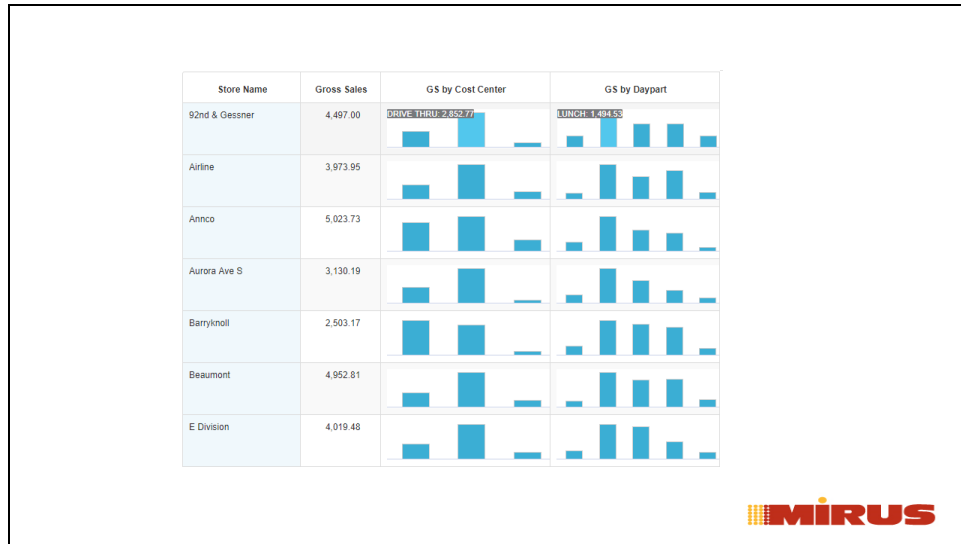 Store Name Gross Sales GS by Cost Center GS by Daypart
92nd & Gessner 4,497.00 DRIVE THRU: 2,852.77 LUNCH: 1,494.53
Airline 3,973.95
Annco 5,023.73
Aurora Ave S 3,130.19
Barryknoll 2,503.17
Beaumont 4,952.81
E Division 4,019.48
MiRUS